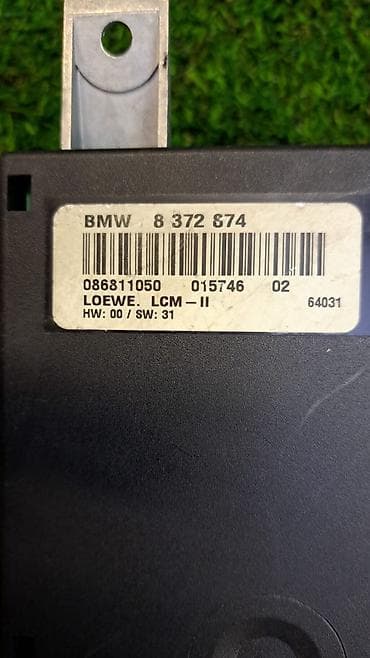 BMW 8 372 874
086811050 015746 02
LOEWE. LCM-II 64031
HW: 00 / SW: 31